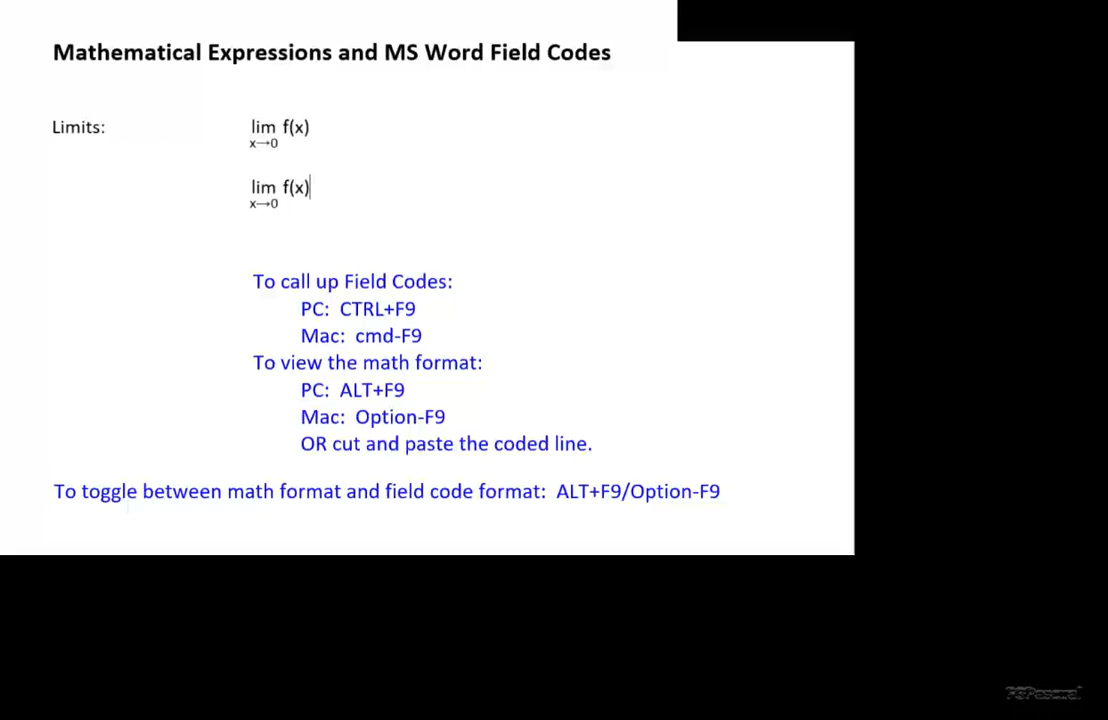 Mathematical Expressions and MS Word Field Codes
Limits: lim f(x)
x→0
lim f(x)
x→0
To call up Field Codes:
PC: CTRL+F9
Mac: cmd-F9
To view the math format:
PC: ALT+F9
Mac: Option-F9
OR cut and paste the coded line.
To toggle between math format and field code format: ALT+F9/Option-F9